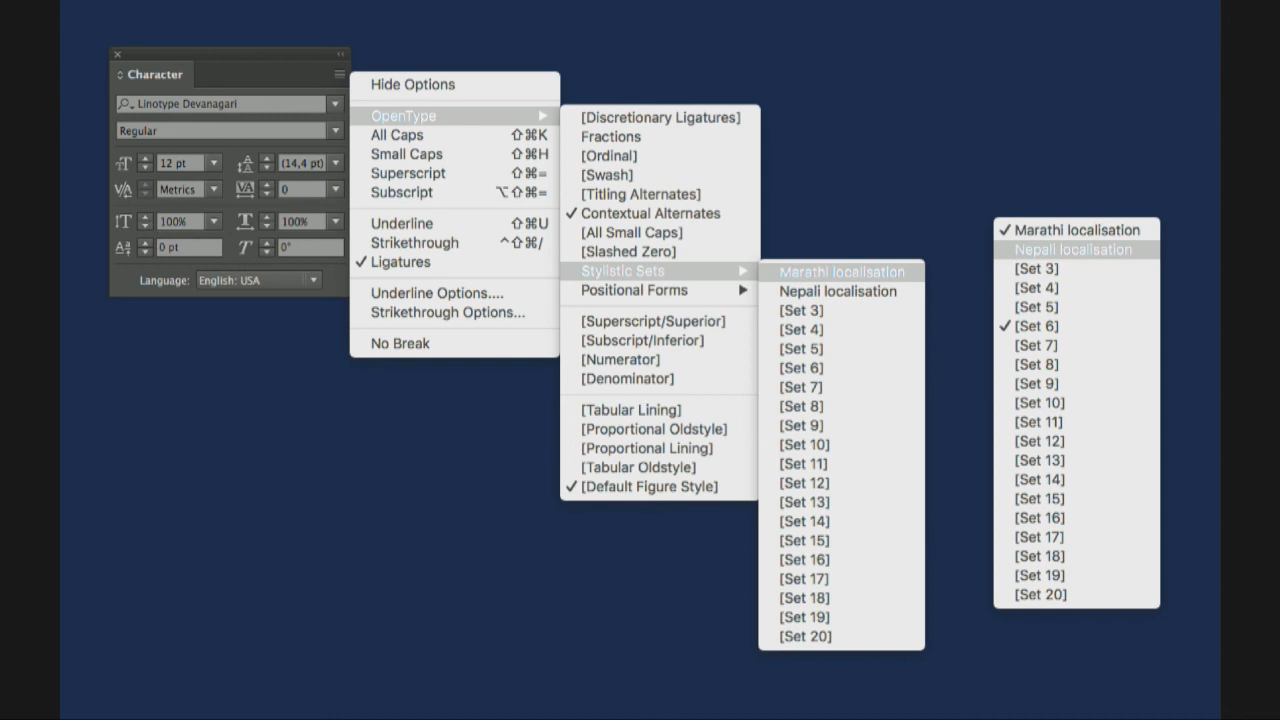 Character
Linotype Devanagari
Regular
12 pt
(14,4 pt)
Metrics
0
100%
100%
0 pt
0°
Language: English: USA
Hide Options
OpenType
All Caps ⇧⌘K
Small Caps ⇧⌘H
Superscript ⇧⌘=
Subscript ⌥⇧⌘=
Underline ⇧⌘U
Strikethrough ^⇧⌘/
✓ Ligatures
Underline Options....
Strikethrough Options...
No Break
[Discretionary Ligatures]
Fractions
[Ordinal]
[Swash]
[Titling Alternates]
✓ Contextual Alternates
[All Small Caps]
[Slashed Zero]
Stylistic Sets
Positional Forms
[Superscript/Superior]
[Subscript/Inferior]
[Numerator]
[Denominator]
[Tabular Lining]
[Proportional Oldstyle]
[Proportional Lining]
[Tabular Oldstyle]
✓ [Default Figure Style]
Marathi localisation
Nepali localisation
[Set 3]
[Set 4]
[Set 5]
[Set 6]
[Set 7]
[Set 8]
[Set 9]
[Set 10]
[Set 11]
[Set 12]
[Set 13]
[Set 14]
[Set 15]
[Set 16]
[Set 17]
[Set 18]
[Set 19]
[Set 20]
✓ Marathi localisation
Nepali localisation
[Set 3]
[Set 4]
[Set 5]
✓ [Set 6]
[Set 7]
[Set 8]
[Set 9]
[Set 10]
[Set 11]
[Set 12]
[Set 13]
[Set 14]
[Set 15]
[Set 16]
[Set 17]
[Set 18]
[Set 19]
[Set 20]